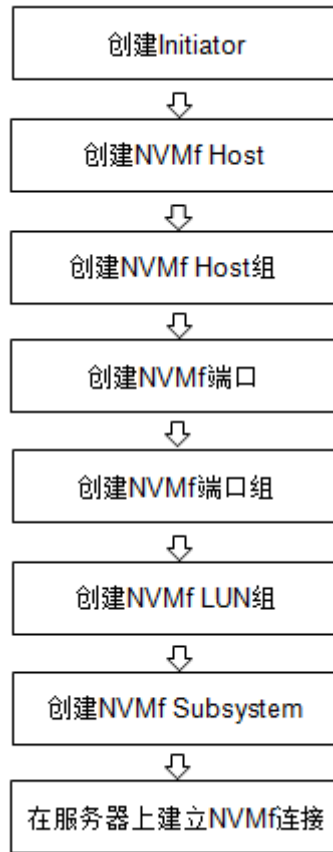 创建Initiator
创建NVMf Host
创建NVMf Host组
创建NVMf端口
创建NVMf端口组
创建NVMf LUN组
创建NVMf Subsystem
在服务器上建立NVMf连接